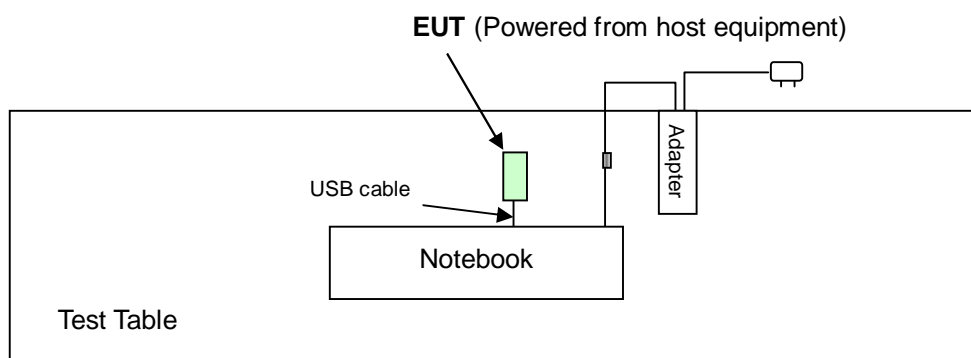 EUT (Powered from host equipment)
Adapter
USB cable
Notebook
Test Table